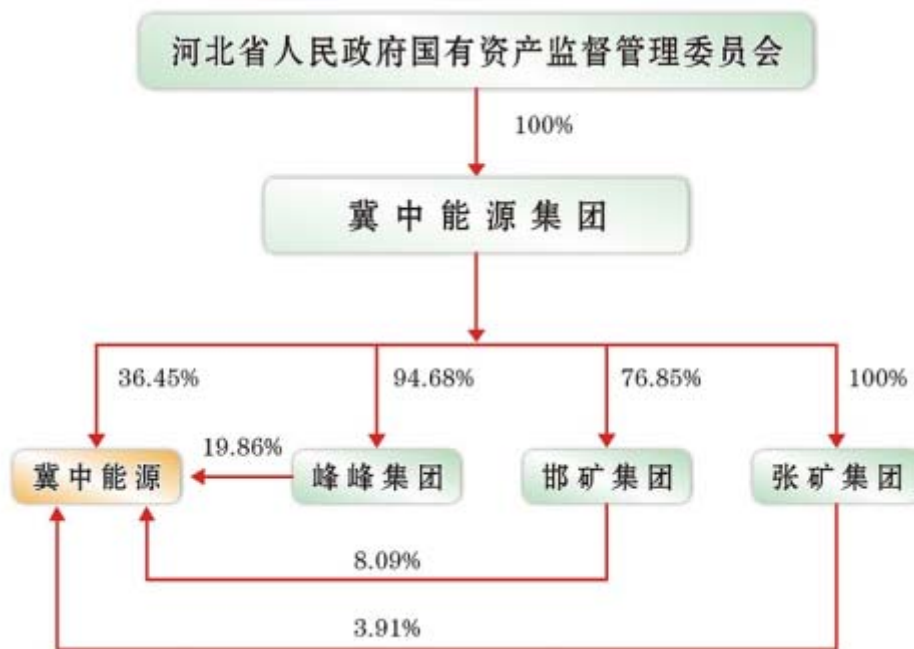 河北省人民政府国有资产监督管理委员会
100%
冀中能源集团
36.45%
94.68%
76.85%
100%
19.86%
冀中能源
峰峰集团
邯矿集团
张矿集团
8.09%
3.91%